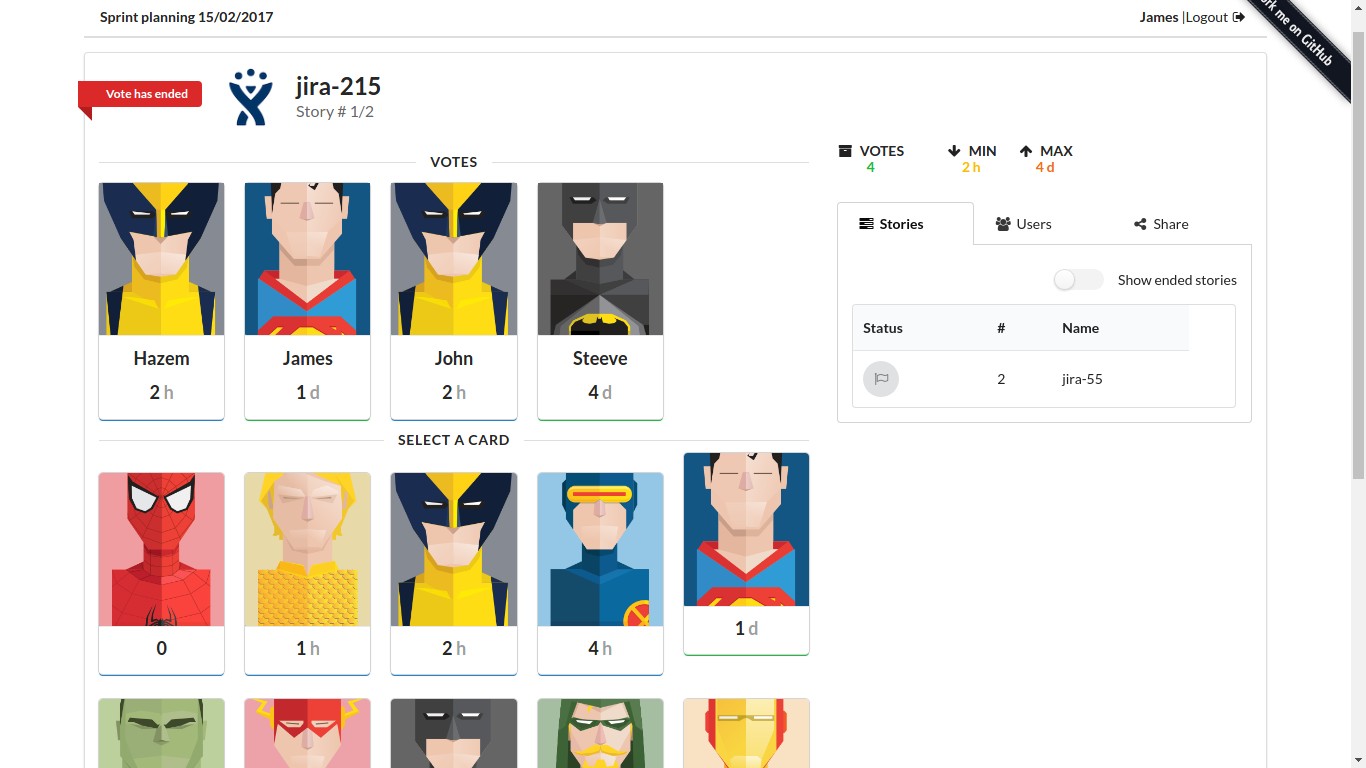 Sprint planning 15/02/2017
James |Logout
rk me on GitHub
Vote has ended
jira-215
Story # 1/2
VOTES
Hazem
James
John
Steeve
2 h
1 d
2 h
4 d
SELECT A CARD
0
1 h
2 h
4 h
1 d
VOTES
MIN
MAX
4
2 h
4 d
Stories
Users
Share
Show ended stories
Status
#
Name
2
jira-55